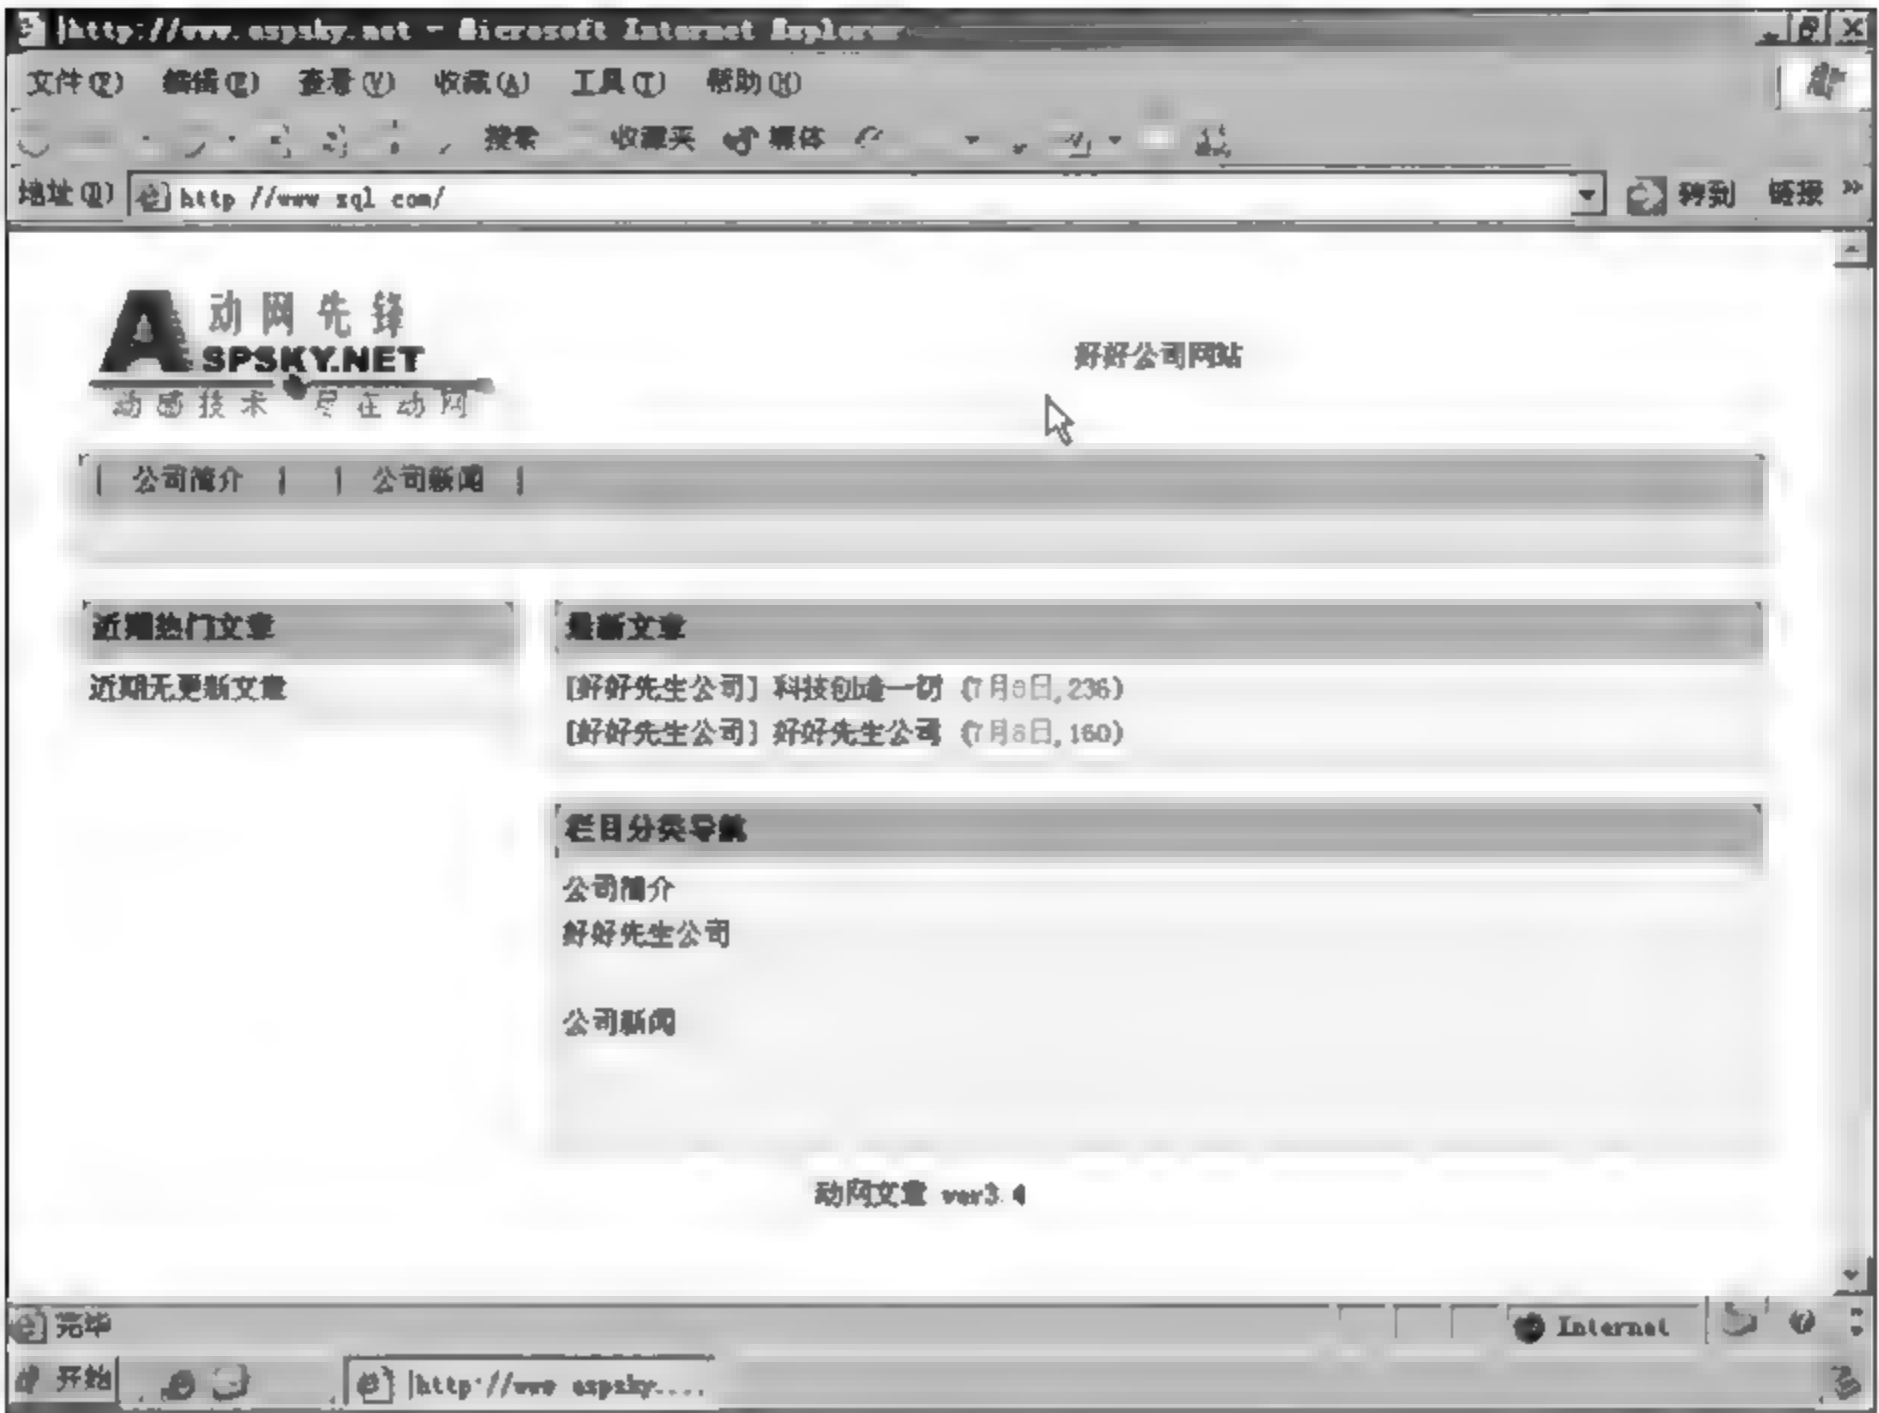 http://www.aspsky.net - Microsoft Internet Explorer
文件(F) 编辑(E) 查看(V) 收藏(A) 工具(T) 帮助(H)
搜索 收藏夹 媒体
地址(D) http //www sql com/ 转到 链接 »
动网先锋
ASPSKY.NET
动感技术 尽在动网
好好公司网站
| 公司简介 | | 公司新闻 |
近期热门文章
近期无更新文章
最新文章
[好好先生公司] 科技创造一切 (7月8日,236)
[好好先生公司] 好好先生公司 (7月8日,160)
栏目分类导航
公司简介
好好先生公司
公司新闻
动网文章 ver3.4
完毕 Internet
开始 http://www aspsky....